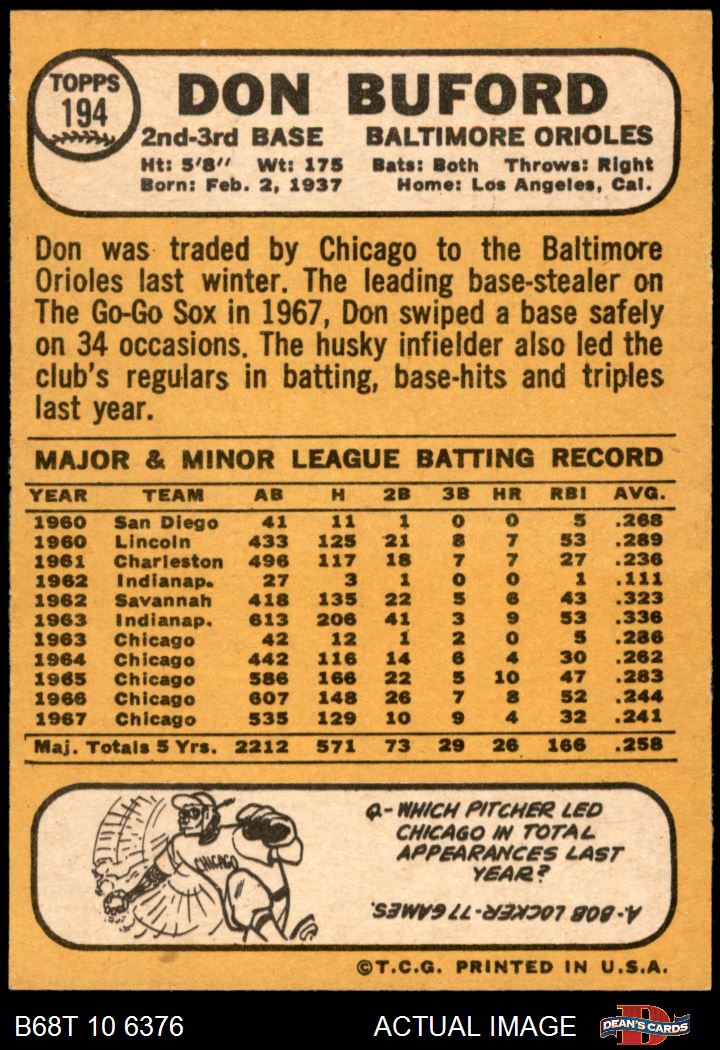 TOPPS
194
DON BUFORD
2nd-3rd BASE BALTIMORE ORIOLES
Ht: 5'8" Wt: 175 Bats: Both Throws: Right
Born: Feb. 2, 1937 Home: Los Angeles, Cal.
Don was traded by Chicago to the Baltimore
Orioles last winter. The leading base-stealer on
The Go-Go Sox in 1967, Don swiped a base safely
on 34 occasions. The husky infielder also led the
club's regulars in batting, base-hits and triples
last year.
MAJOR & MINOR LEAGUE BATTING RECORD
YEAR TEAM AB H 2B 3B HR RBI AVG.
1960 San Diego 41 11 1 0 0 5 .268
1960 Lincoln 433 125 21 8 7 53 .289
1961 Charleston 496 117 18 7 7 27 .236
1962 Indianap. 27 3 1 0 0 1 .111
1962 Savannah 418 135 22 5 6 43 .323
1963 Indianap. 613 206 41 3 9 53 .336
1963 Chicago 42 12 1 2 0 5 .286
1964 Chicago 442 116 14 6 4 30 .262
1965 Chicago 586 166 22 5 10 47 .283
1966 Chicago 607 148 26 7 8 52 .244
1967 Chicago 535 129 10 9 4 32 .241
Maj. Totals 5 Yrs. 2212 571 73 29 26 166 .258
CHICAGO
Q-WHICH PITCHER LED
CHICAGO IN TOTAL
APPEARANCES LAST
YEAR?
A-BOB LOCKER-77 GAMES.
©T.C.G. PRINTED IN U.S.A.
B68T 10 6376 ACTUAL IMAGE D DEAN'S CARDS